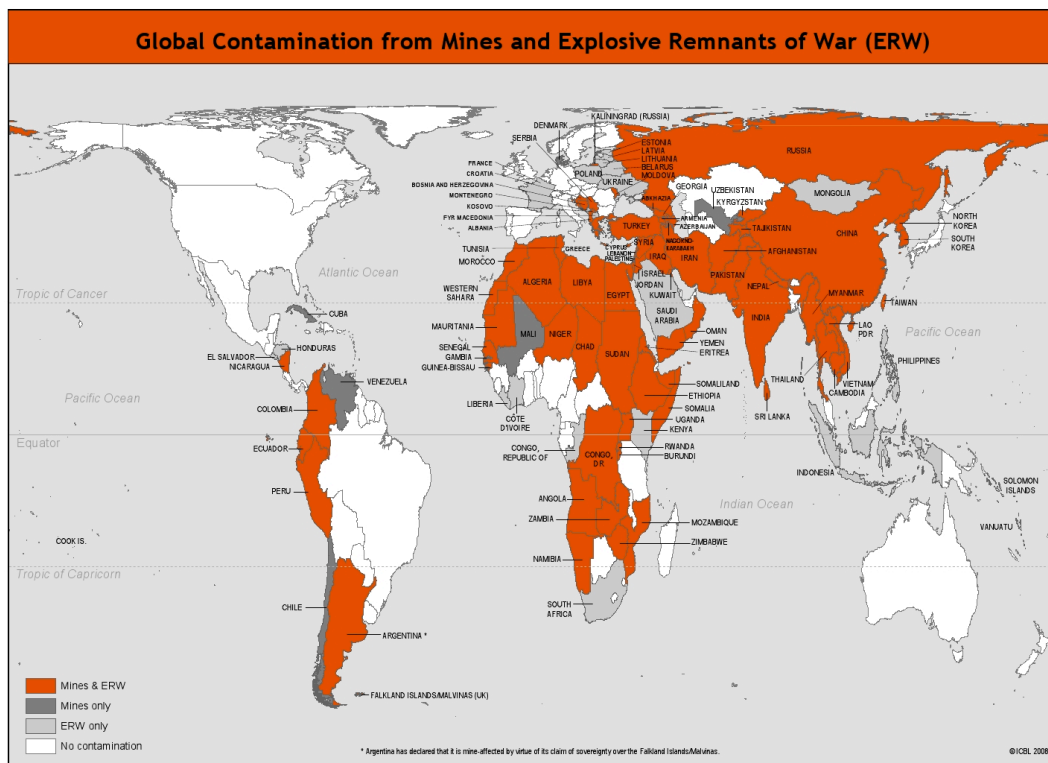 Global Contamination from Mines and Explosive Remnants of War (ERW)
KALININGRAD (RUSSIA)
DENMARK
SERBIA
ESTONIA
LATVIA
LITHUANIA
BELARUS
MOLDOVA
RUSSIA
FRANCE
CROATIA
BOSNIA AND HERZEGOVINA
MONTENEGRO
KOSOVO
FYR MACEDONIA
ALBANIA
POLAND
UKRAINE
GEORGIA
UZBEKISTAN
KYRGYZSTAN
MONGOLIA
ABKHAZIA
ARMENIA
AZERBAIJAN
NAGORNO-
KARABAKH
TURKEY
TAJIKISTAN
CHINA
NORTH
KOREA
SOUTH
KOREA
TUNISIA
MOROCCO
GREECE
CYPRUS
LEBANON
PALESTINE
SYRIA
IRAQ
IRAN
AFGHANISTAN
Atlantic Ocean
ALGERIA
LIBYA
EGYPT
ISRAEL
JORDAN
KUWAIT
SAUDI
ARABIA
PAKISTAN
NEPAL
INDIA
MYANMAR
TAIWAN
Tropic of Cancer
WESTERN
SAHARA
CUBA
MAURITANIA
MALI
NIGER
CHAD
SUDAN
OMAN
YEMEN
ERITREA
LAO
PDR
Pacific Ocean
HONDURAS
EL SALVADOR
NICARAGUA
SENEGAL
GAMBIA
GUINEA-BISSAU
VENEZUELA
PHILIPPINES
THAILAND
VIETNAM
CAMBODIA
SRI LANKA
Pacific Ocean
COLOMBIA
LIBERIA
CÔTE
D'IVOIRE
SOMALILAND
ETHIOPIA
SOMALIA
UGANDA
KENYA
Equator
ECUADOR
CONGO,
REPUBLIC OF
CONGO,
DR
RWANDA
BURUNDI
INDONESIA
SOLOMON
ISLANDS
PERU
ANGOLA
Indian Ocean
ZAMBIA
MOZAMBIQUE
VANUATU
COOK IS.
ZIMBABWE
NAMIBIA
Tropic of Capricorn
CHILE
SOUTH
AFRICA
ARGENTINA *
FALKLAND ISLANDS/MALVINAS (UK)
Mines & ERW
Mines only
ERW only
No contamination
* Argentina has declared that it is mine-affected by virtue of its claim of sovereignty over the Falkland Islands/Malvinas.
©ICBL 2008